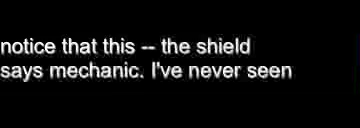 notice that this -- the shield
says mechanic. I've never seen